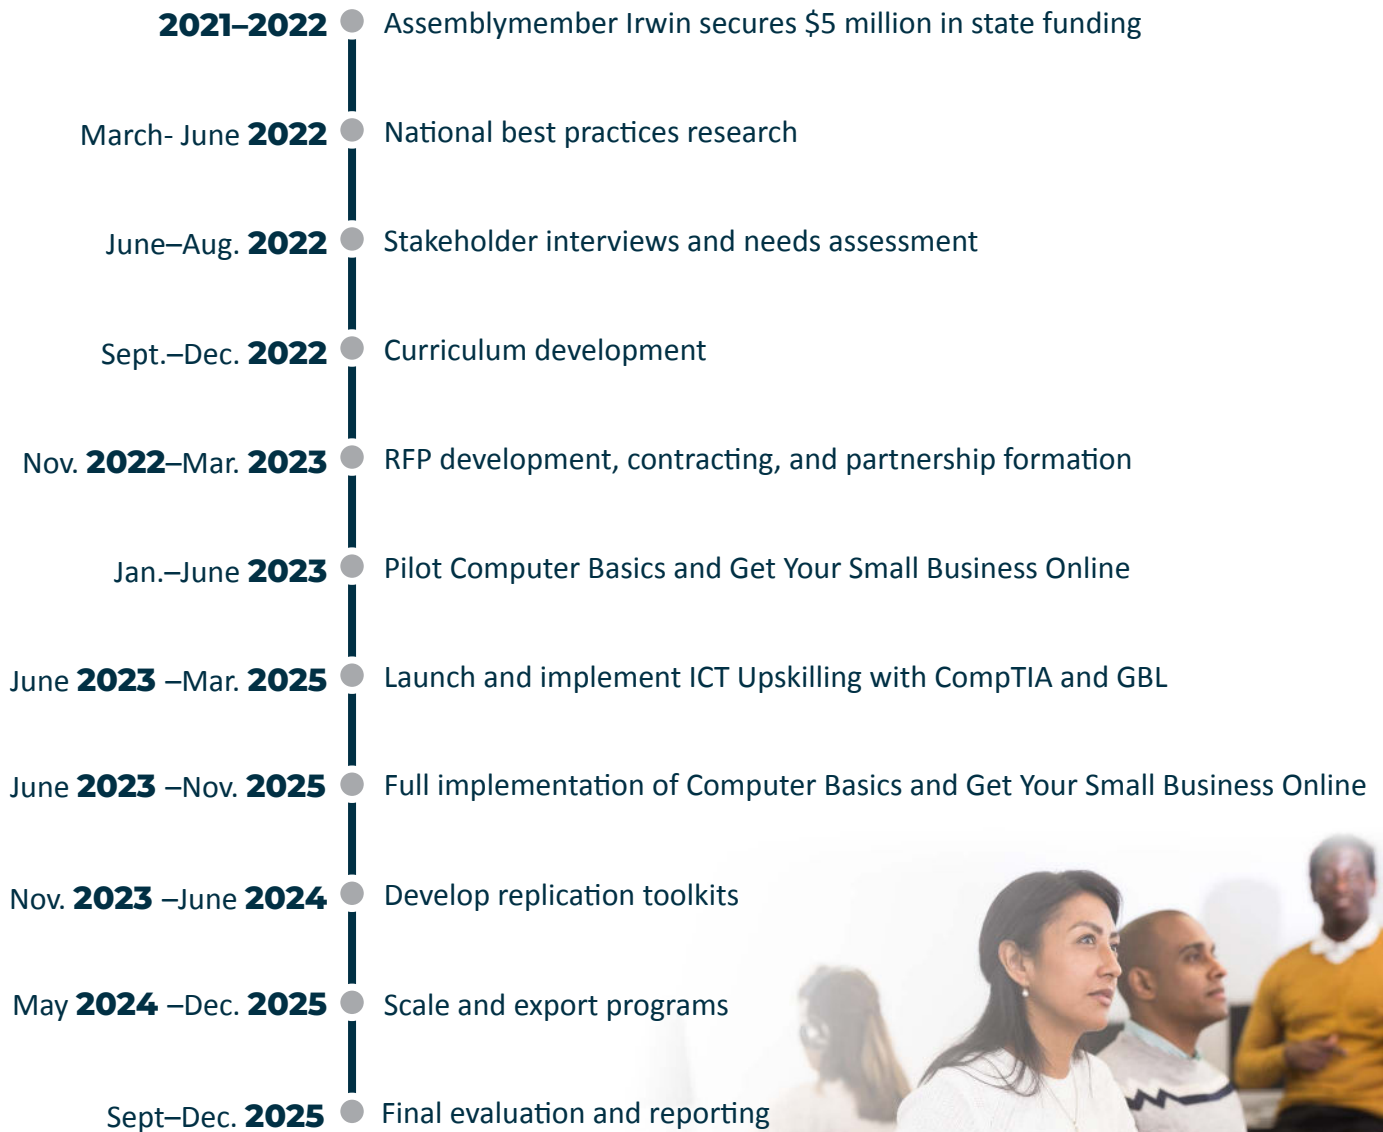 2021–2022 Assemblymember Irwin secures $5 million in state funding
March- June 2022 National best practices research
June–Aug. 2022 Stakeholder interviews and needs assessment
Sept.–Dec. 2022 Curriculum development
Nov. 2022–Mar. 2023 RFP development, contracting, and partnership formation
Jan.–June 2023 Pilot Computer Basics and Get Your Small Business Online
June 2023 –Mar. 2025 Launch and implement ICT Upskilling with CompTIA and GBL
June 2023 –Nov. 2025 Full implementation of Computer Basics and Get Your Small Business Online
Nov. 2023 –June 2024 Develop replication toolkits
May 2024 –Dec. 2025 Scale and export programs
Sept–Dec. 2025 Final evaluation and reporting